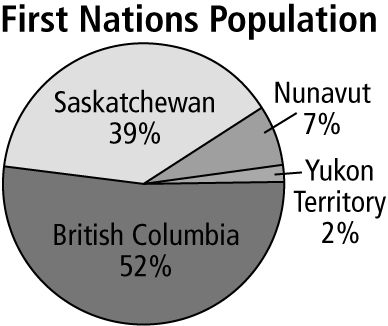 First Nations Population
Saskatchewan
39%
Nunavut
7%
Yukon
Territory
2%
British Columbia
52%